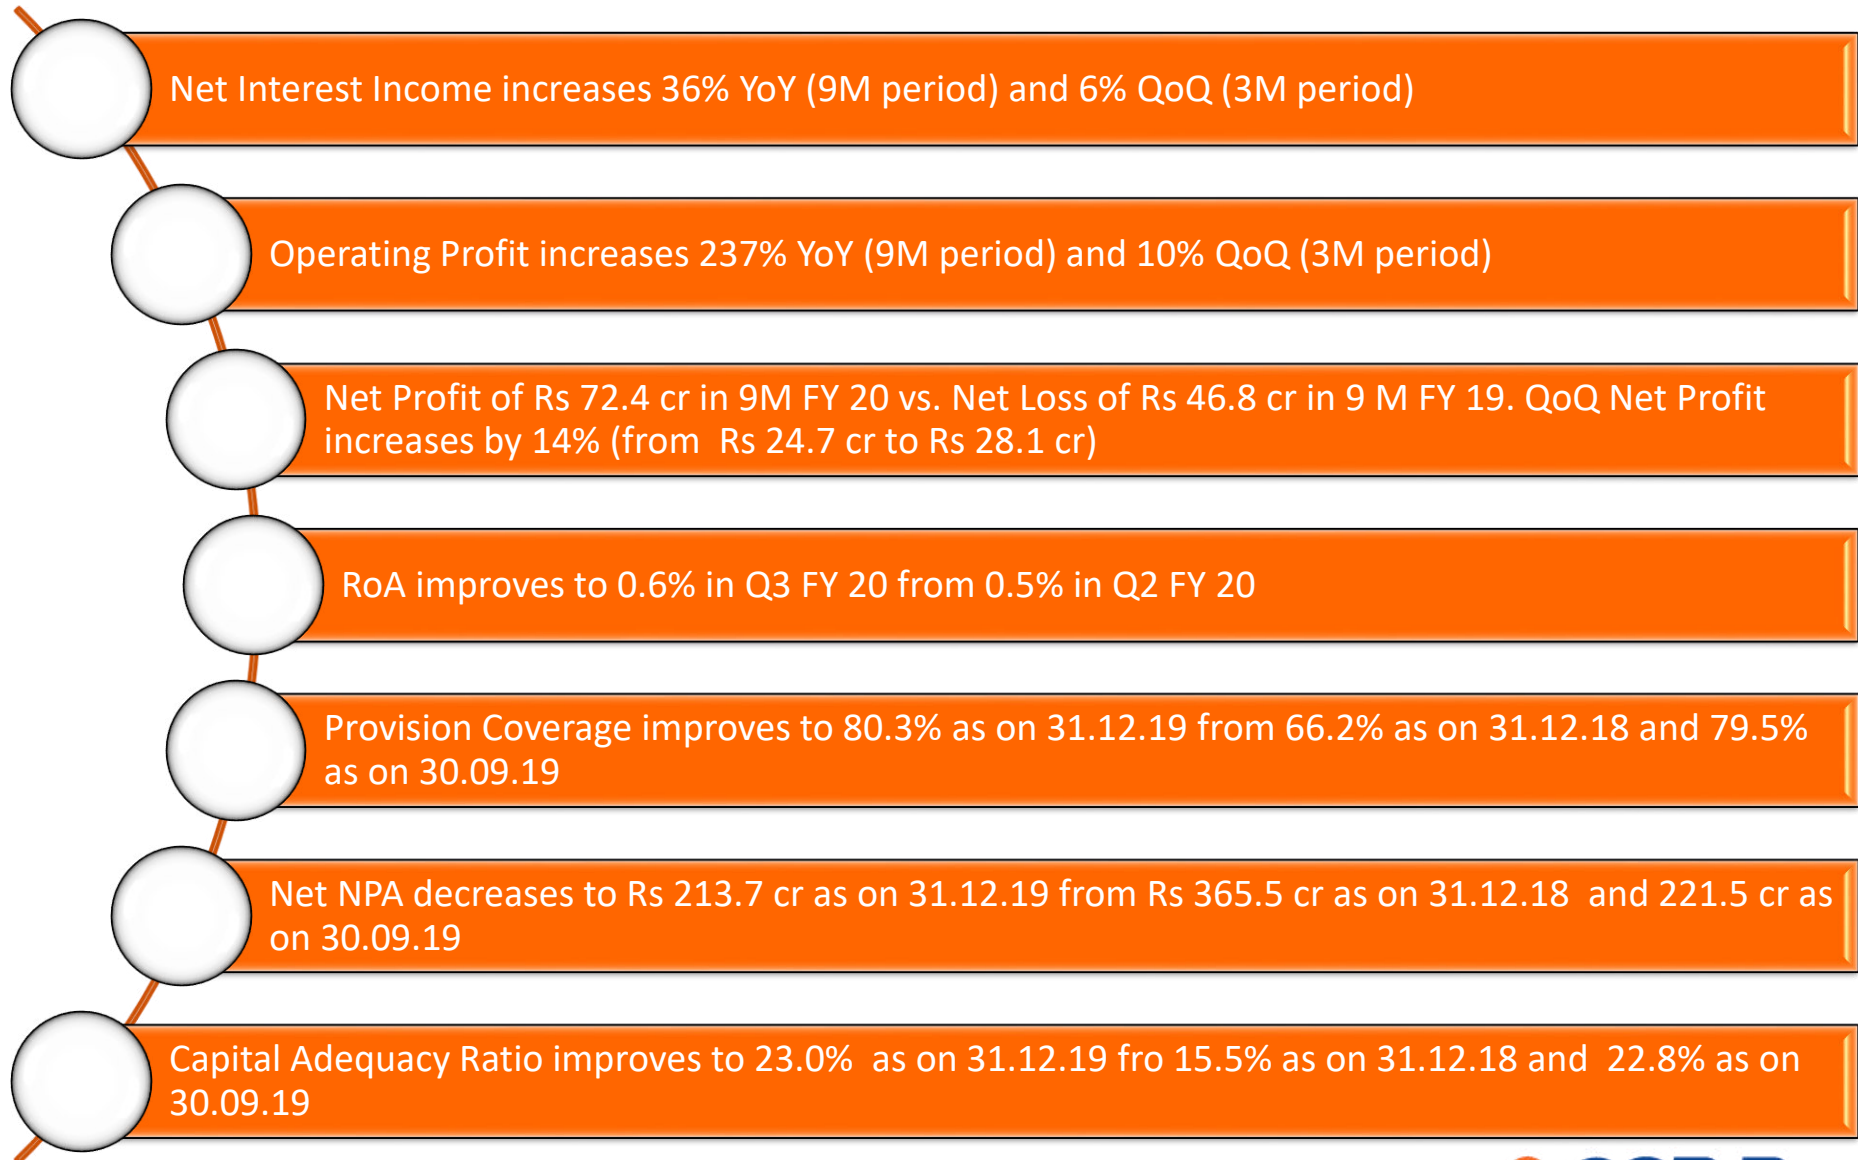 Net Interest Income increases 36% YoY (9M period) and 6% QoQ (3M period)
Operating Profit increases 237% YoY (9M period) and 10% QoQ (3M period)
Net Profit of Rs 72.4 cr in 9M FY 20 vs. Net Loss of Rs 46.8 cr in 9 M FY 19. QoQ Net Profit
increases by 14% (from  Rs 24.7 cr to Rs 28.1 cr)
RoA improves to 0.6% in Q3 FY 20 from 0.5% in Q2 FY 20
Provision Coverage improves to 80.3% as on 31.12.19 from 66.2% as on 31.12.18 and 79.5%
as on 30.09.19
Net NPA decreases to Rs 213.7 cr as on 31.12.19 from Rs 365.5 cr as on 31.12.18  and 221.5 cr as
on 30.09.19
Capital Adequacy Ratio improves to 23.0%  as on 31.12.19 fro 15.5% as on 31.12.18 and  22.8% as on
30.09.19